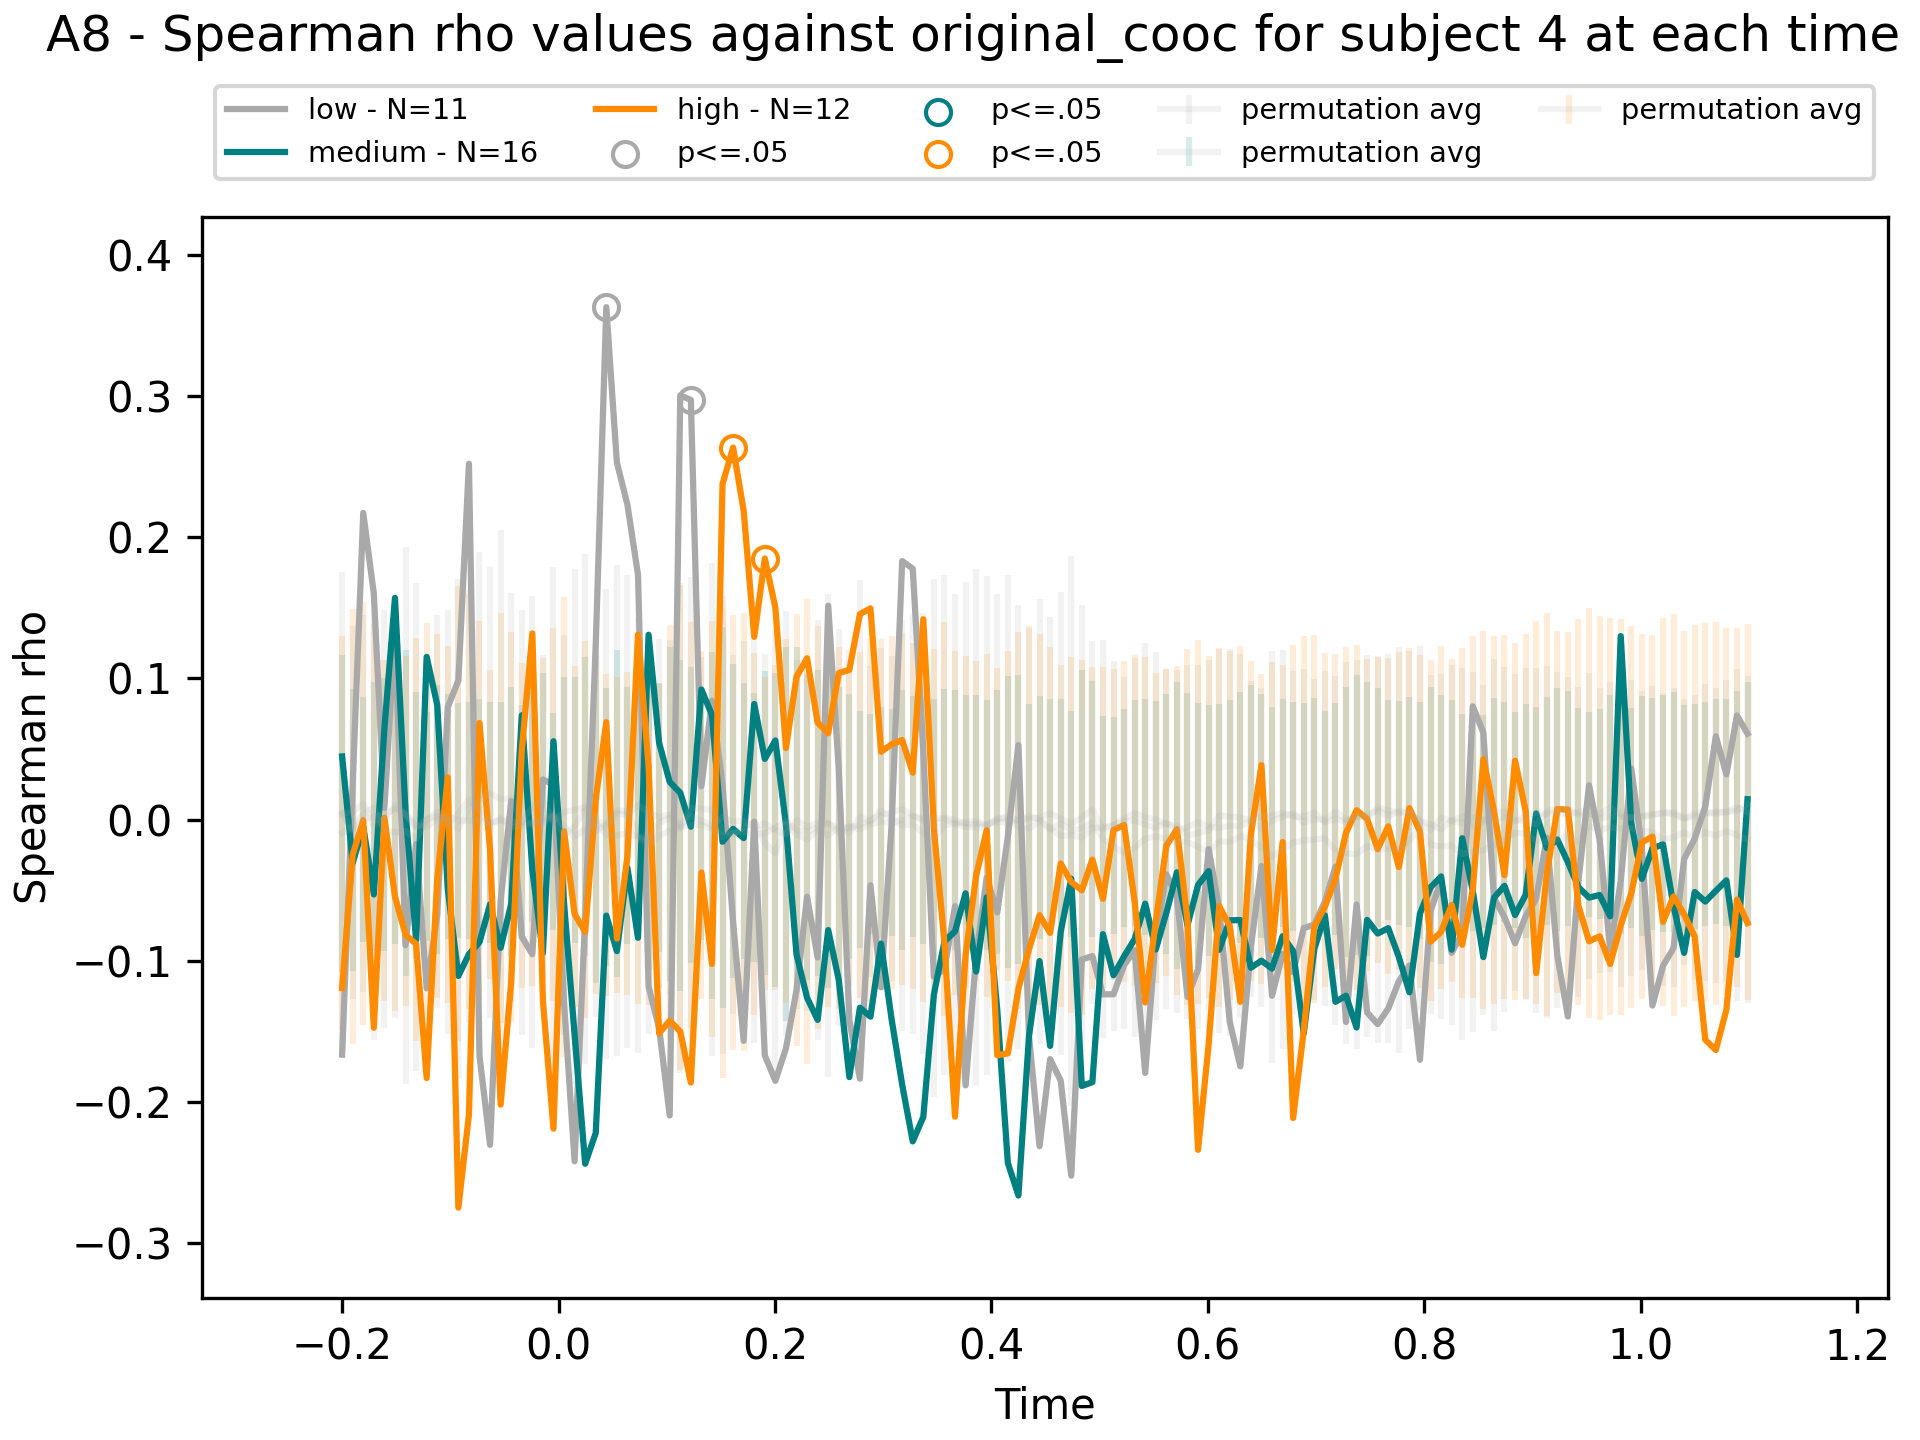 A8 - Spearman rho values against original_cooc for subject 4 at each time
low - N=11
medium - N=16
high - N=12
p<=.05
p<=.05
p<=.05
permutation avg
permutation avg
permutation avg
Spearman rho
0.4
0.3
0.2
0.1
0.0
−0.1
−0.2
−0.3
−0.2 0.0 0.2 0.4 0.6 0.8 1.0 1.2
Time